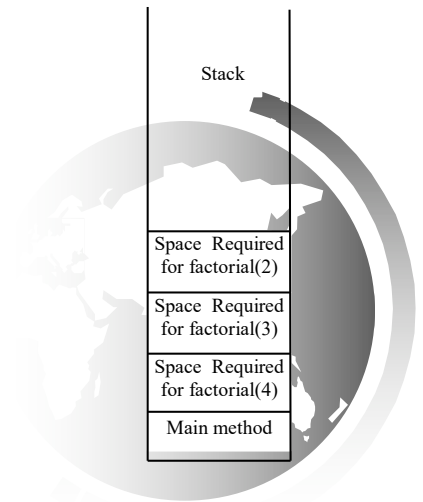 Stack
Space Required
for factorial(2)
Space Required
for factorial(3)
Space Required
for factorial(4)
Main method